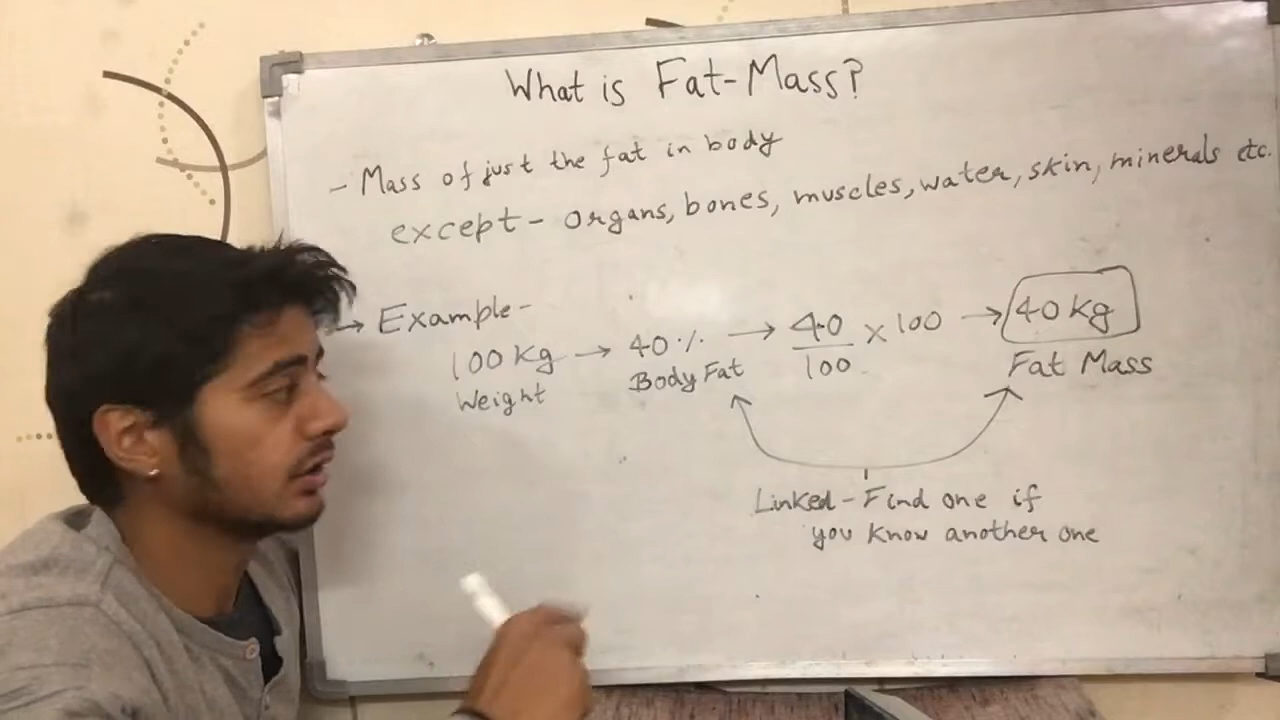 What is Fat-Mass?
- Mass of just the fat in body
except - organs, bones, muscles, water, skin, minerals etc.
→ Example -
100 Kg → 40% → 40/100 x 100 → 40 kg
Weight Body Fat Fat Mass
Linked - Find one if
you know another one